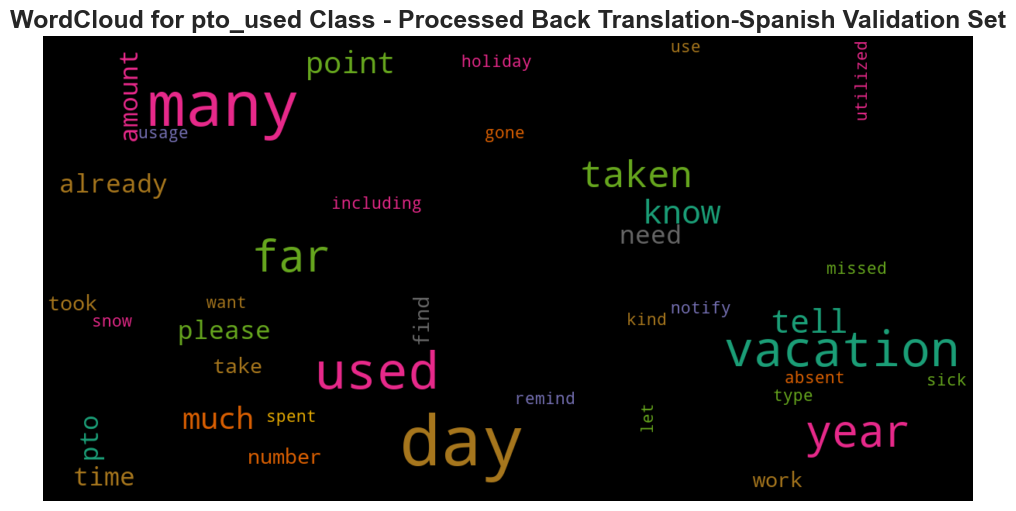 WordCloud for pto_used Class - Processed Back Translation-Spanish Validation Set
use
holiday
utilized
point
amount
many
usage
gone
taken
already
including
know
need
far
missed
took
want
find
notify
snow
kind
tell
please
vacation
used
take
absent
sick
type
remind
much
spent
let
year
pto
day
number
time
work